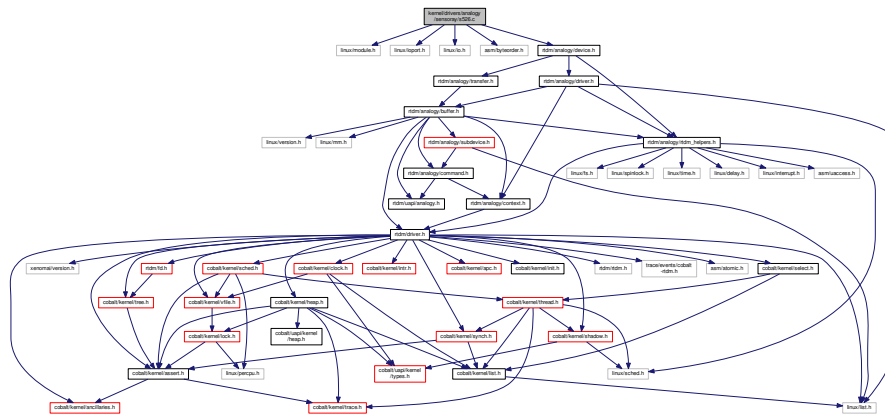 kernel/drivers/analogy
/sensoray/s526.c
linux/module.h
linux/ioport.h
linux/io.h
asm/byteorder.h
rtdm/analogy/device.h
rtdm/analogy/transfer.h
rtdm/analogy/driver.h
rtdm/analogy/buffer.h
linux/version.h
linux/mm.h
rtdm/analogy/subdevice.h
rtdm/analogy/rtdm_helpers.h
rtdm/analogy/command.h
linux/fs.h
linux/spinlock.h
linux/time.h
linux/delay.h
linux/interrupt.h
asm/uaccess.h
rtdm/uapi/analogy.h
rtdm/analogy/context.h
rtdm/driver.h
xenomai/version.h
rtdm/fd.h
cobalt/kernel/sched.h
cobalt/kernel/clock.h
cobalt/kernel/intr.h
cobalt/kernel/apc.h
cobalt/kernel/init.h
rtdm/rtdm.h
trace/events/cobalt
-rtdm.h
asm/atomic.h
cobalt/kernel/select.h
cobalt/kernel/tree.h
cobalt/kernel/vfile.h
cobalt/kernel/heap.h
cobalt/kernel/thread.h
cobalt/kernel/lock.h
cobalt/uapi/kernel
/heap.h
cobalt/kernel/synch.h
cobalt/kernel/shadow.h
cobalt/kernel/assert.h
linux/percpu.h
cobalt/uapi/kernel
/types.h
cobalt/kernel/list.h
linux/sched.h
cobalt/kernel/ancillaries.h
cobalt/kernel/trace.h
linux/list.h